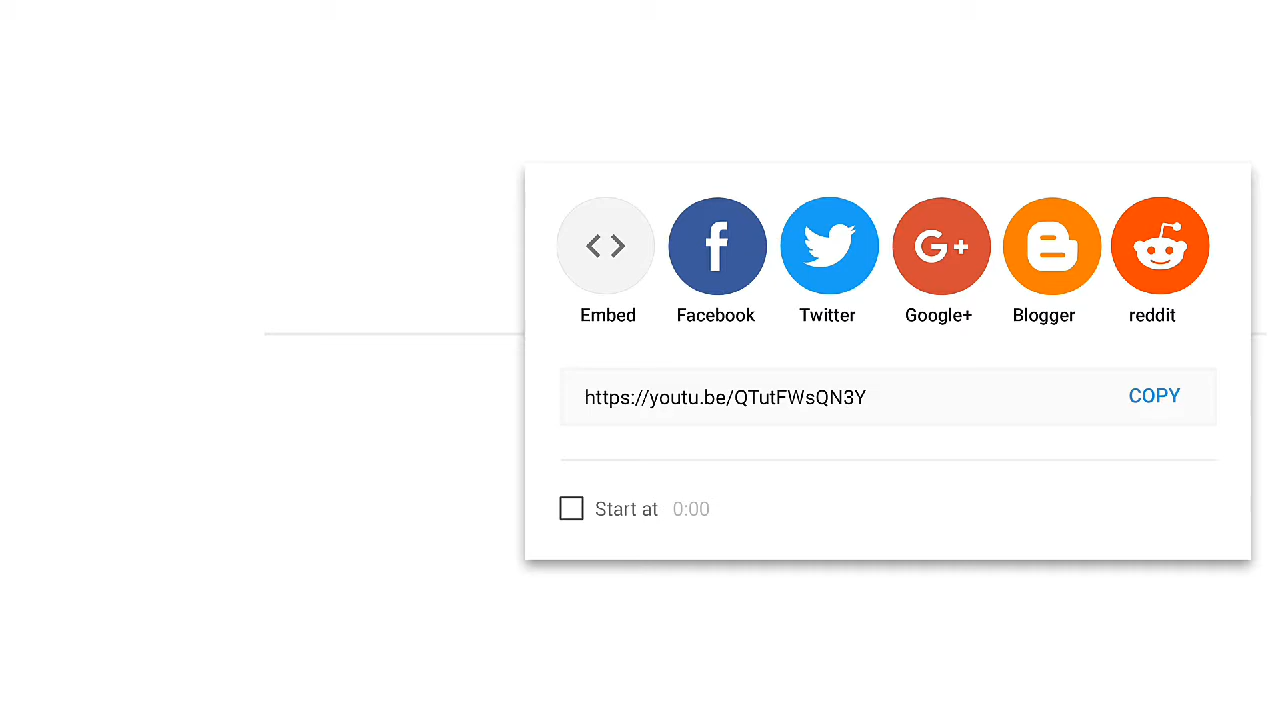 Embed Facebook Twitter Google+ Blogger reddit
https://youtu.be/QTutFWsQN3Y COPY
Start at 0:00